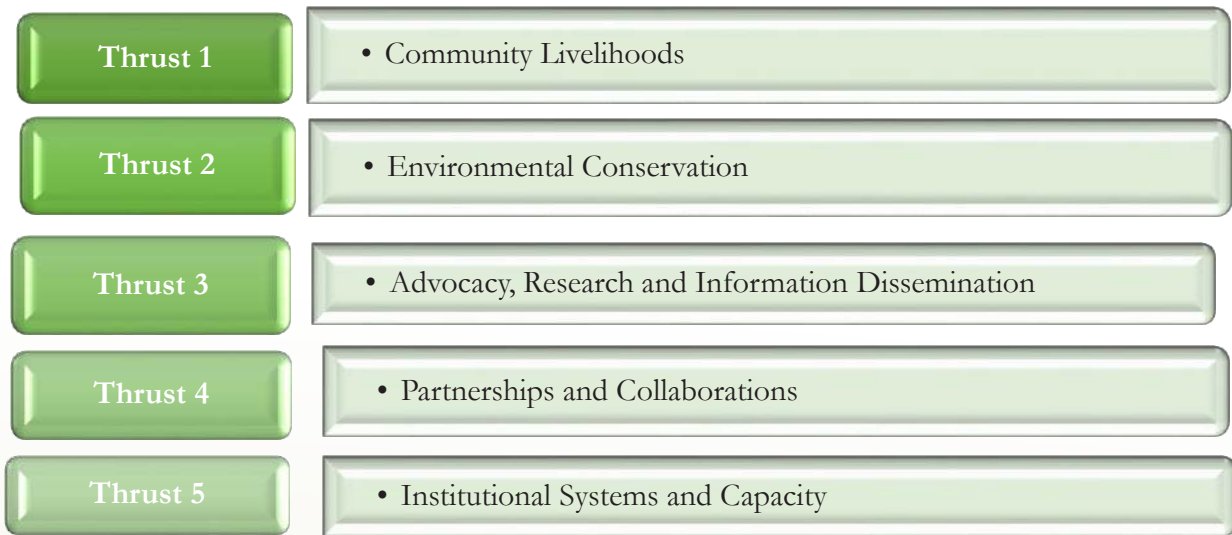 Thrust 1
• Community Livelihoods
Thrust 2
• Environmental Conservation
Thrust 3
• Advocacy, Research and Information Dissemination
Thrust 4
• Partnerships and Collaborations
Thrust 5
• Institutional Systems and Capacity